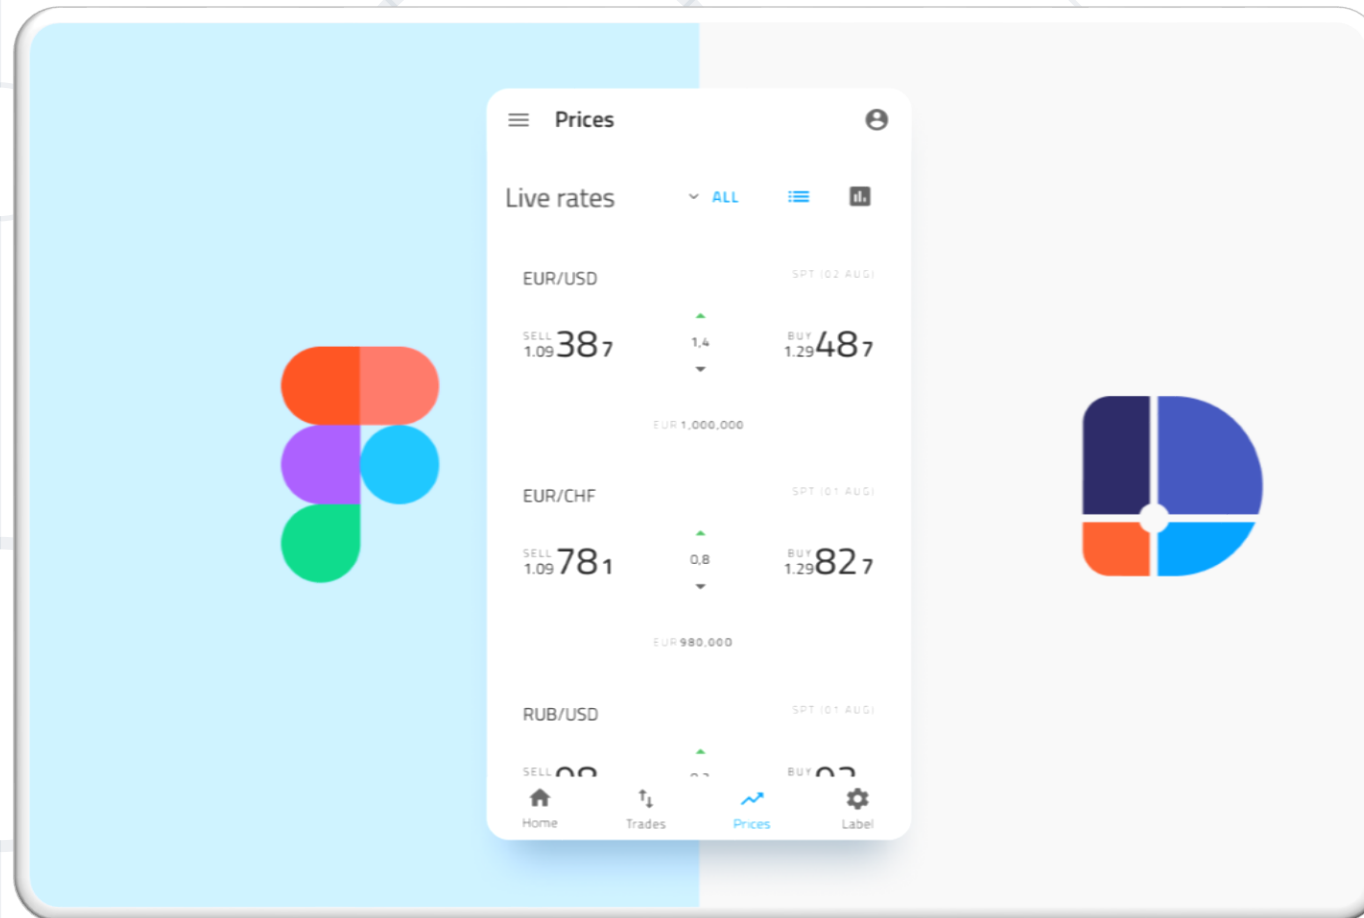 Prices
Live rates ALL
EUR/USD SPT (02 AUG)
SELL 1.09 38 7 1,4 BUY 1.29 48 7
EUR 1,000,000
EUR/CHF SPT (01 AUG)
SELL 1.09 78 1 0,8 BUY 1.29 82 7
EUR 980,000
RUB/USD SPT (01 AUG)
SELL BUY
Home Trades Prices Label